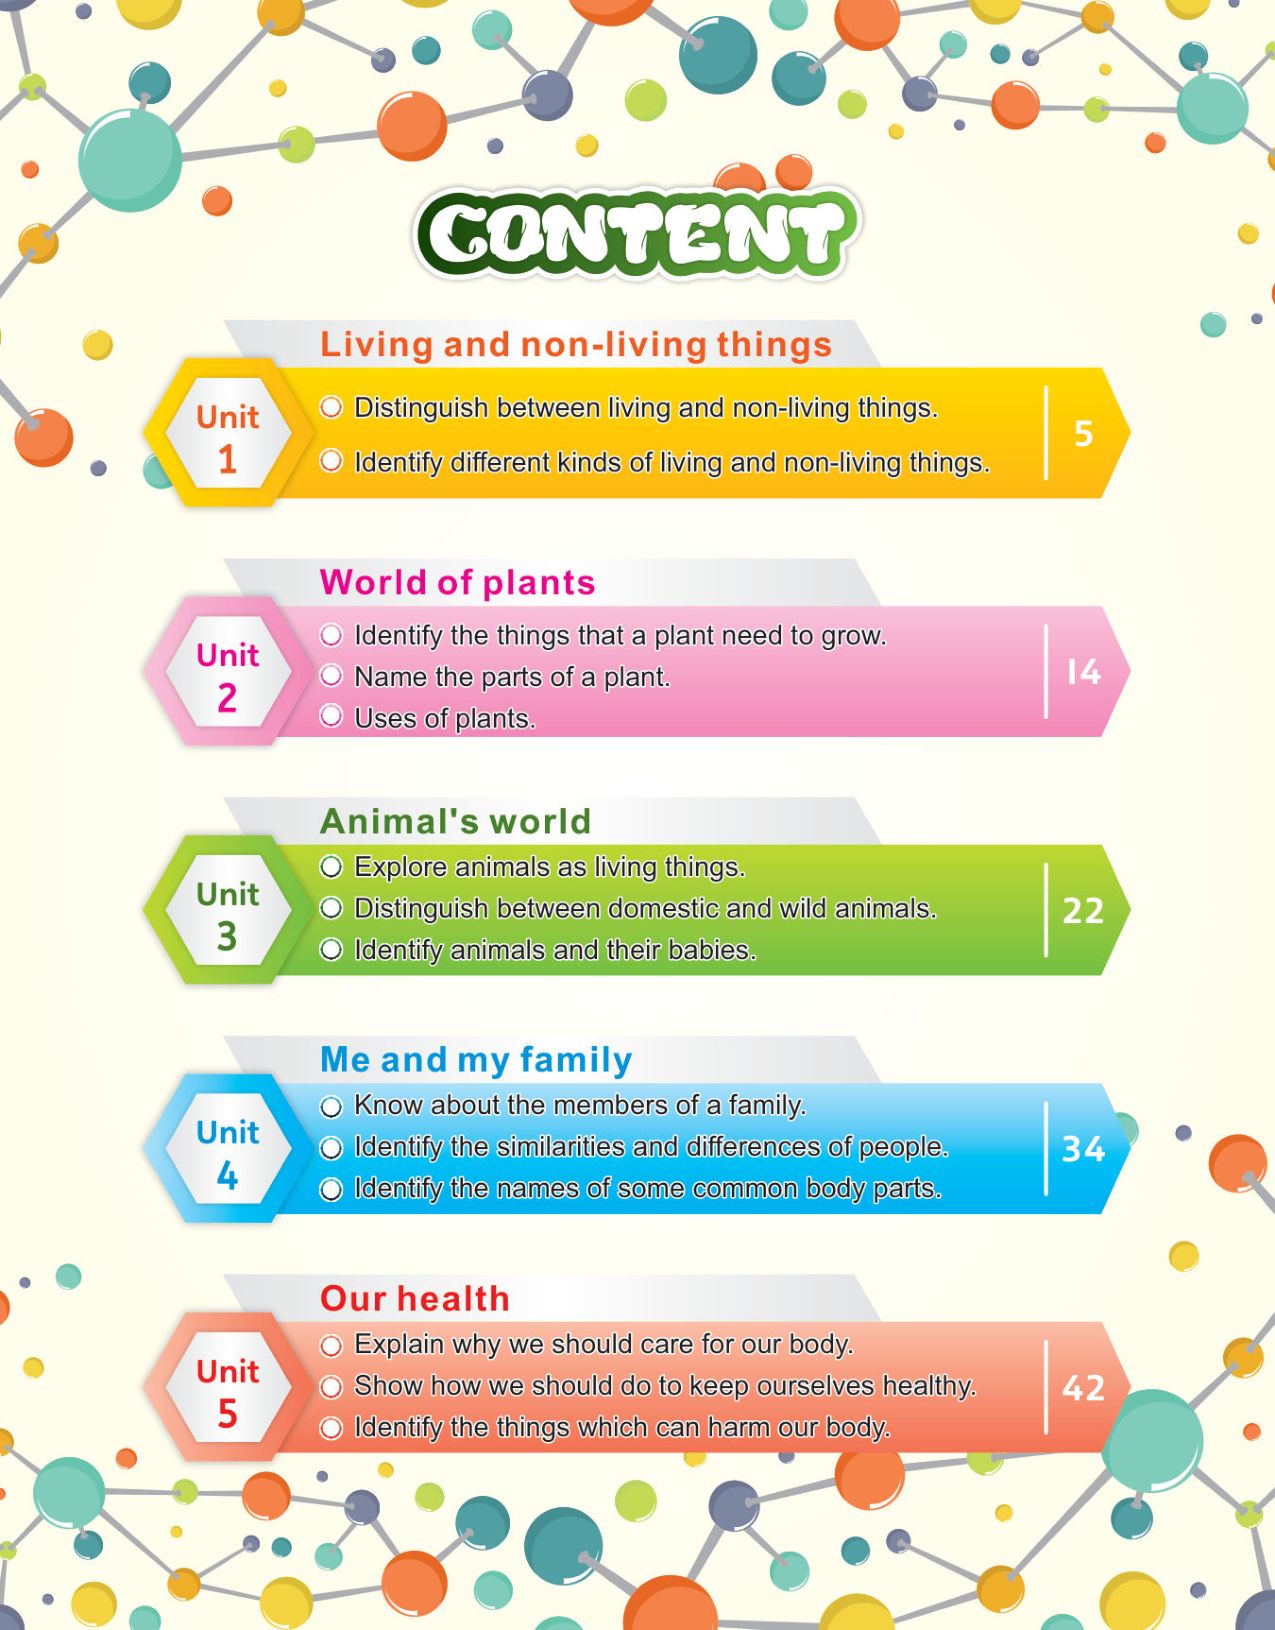 CONTENT
Living and non-living things
Unit
1
Distinguish between living and non-living things.
Identify different kinds of living and non-living things.
5
World of plants
Unit
2
Identify the things that a plant need to grow.
Name the parts of a plant.
Uses of plants.
14
Animal's world
Unit
3
Explore animals as living things.
Distinguish between domestic and wild animals.
Identify animals and their babies.
22
Me and my family
Unit
4
Know about the members of a family.
Identify the similarities and differences of people.
Identify the names of some common body parts.
34
Our health
Unit
5
Explain why we should care for our body.
Show how we should do to keep ourselves healthy.
Identify the things which can harm our body.
42